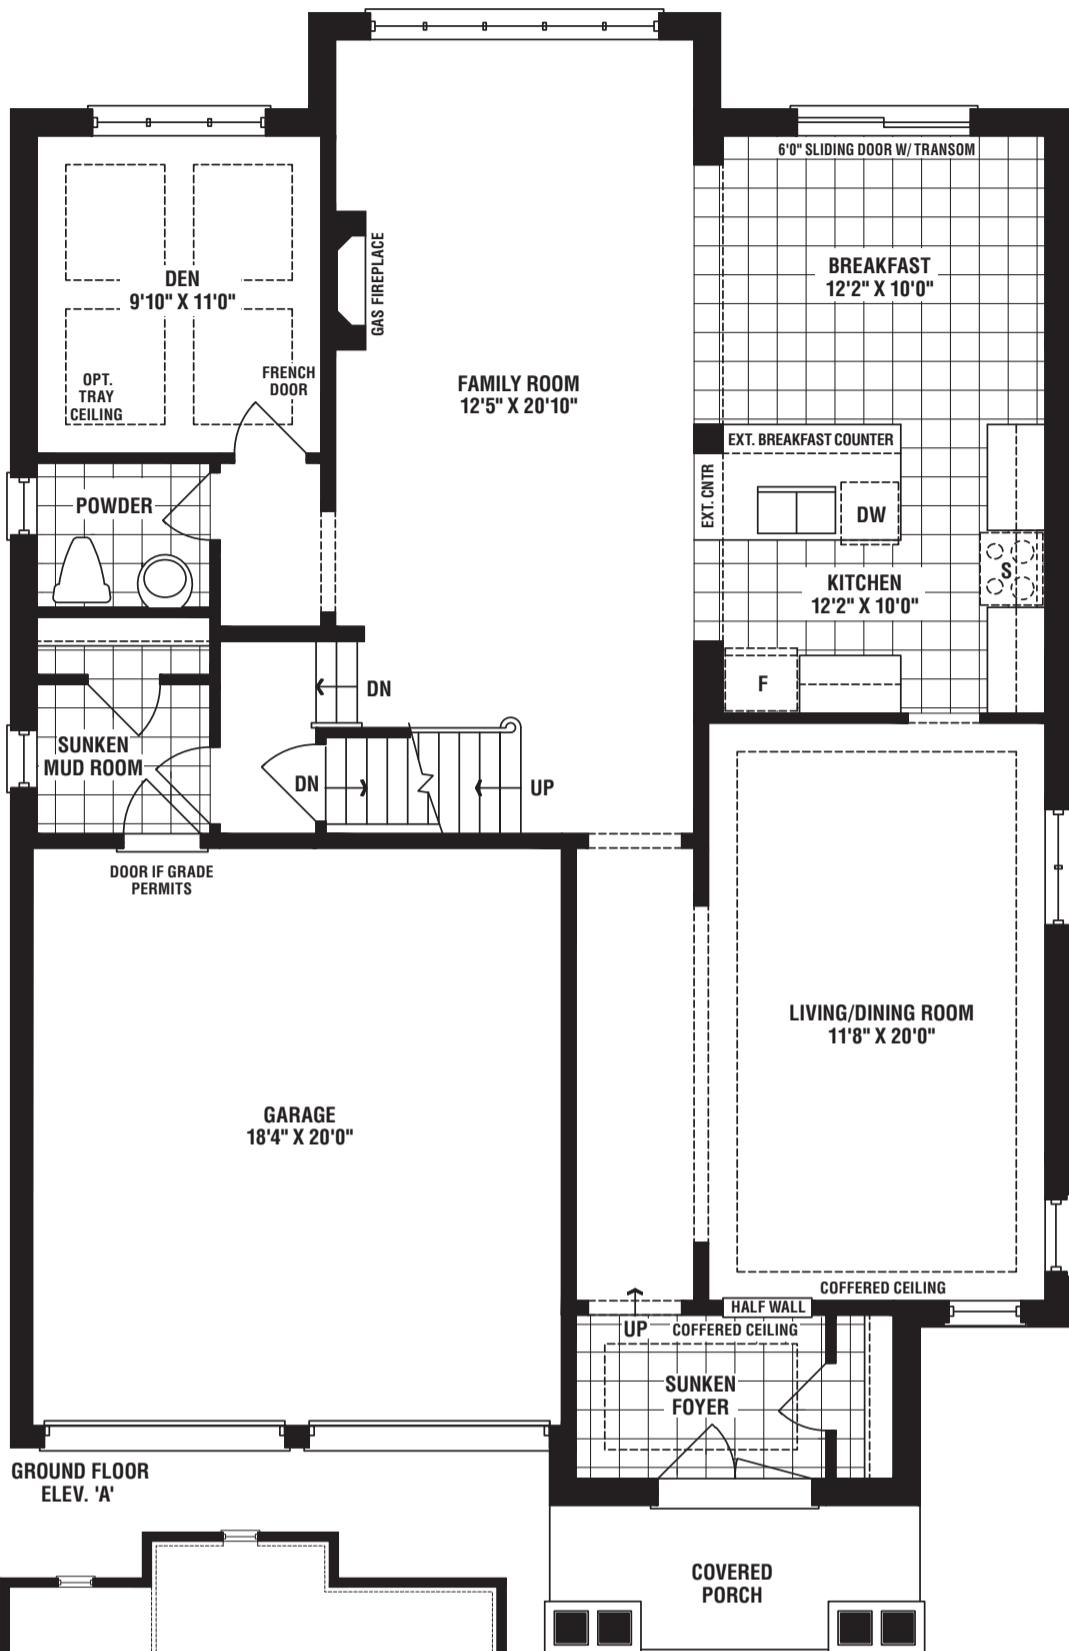 6'0" SLIDING DOOR W/ TRANSOM
DEN
9'10" X 11'0"
OPT.
TRAY
CEILING
FRENCH
DOOR
GAS FIREPLACE
FAMILY ROOM
12'5" X 20'10"
BREAKFAST
12'2" X 10'0"
EXT. BREAKFAST COUNTER
EXT. CNTR
DW
POWDER
KITCHEN
12'2" X 10'0"
S
F
DN
SUNKEN
MUD ROOM
DN
UP
DOOR IF GRADE
PERMITS
LIVING/DINING ROOM
11'8" X 20'0"
GARAGE
18'4" X 20'0"
COFFERED CEILING
HALF WALL
UP
COFFERED CEILING
SUNKEN
FOYER
GROUND FLOOR
ELEV. 'A'
COVERED
PORCH